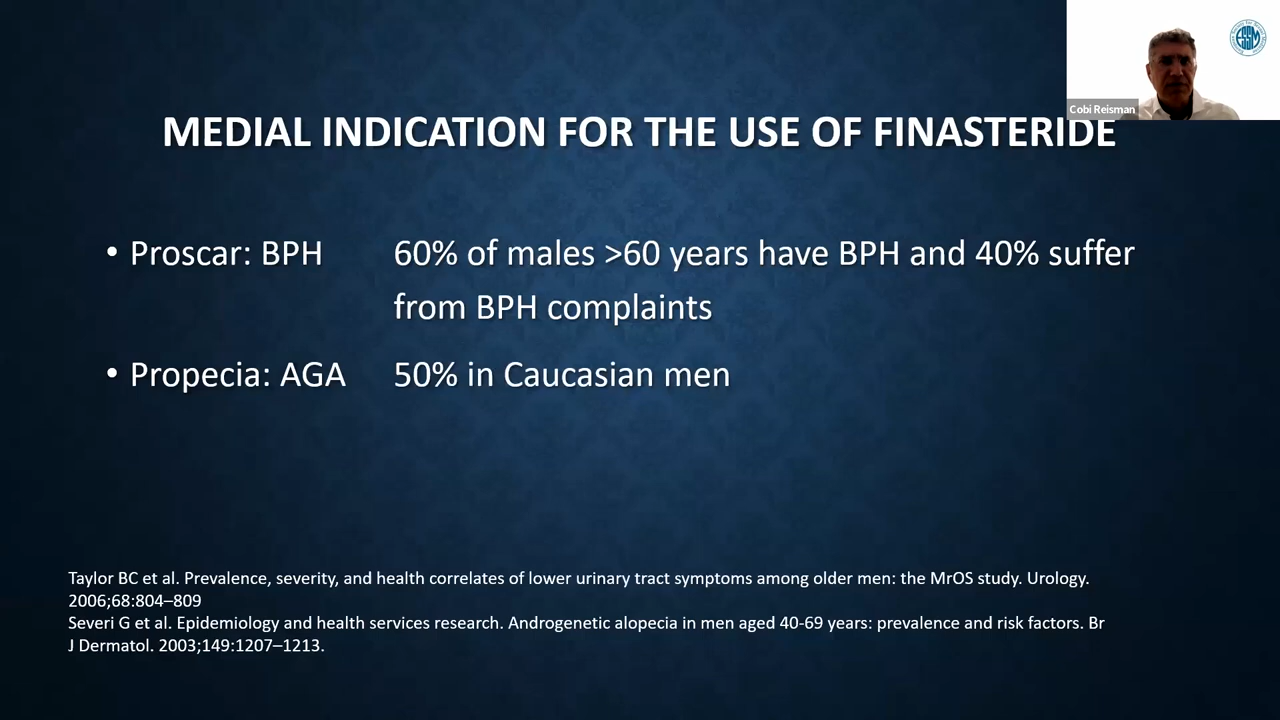 ESSM
Cobi Reisman
MEDIAL INDICATION FOR THE USE OF FINASTERIDE
• Proscar: BPH 60% of males >60 years have BPH and 40% suffer
from BPH complaints
• Propecia: AGA 50% in Caucasian men
Taylor BC et al. Prevalence, severity, and health correlates of lower urinary tract symptoms among older men: the MrOS study. Urology.
2006;68:804–809
Severi G et al. Epidemiology and health services research. Androgenetic alopecia in men aged 40-69 years: prevalence and risk factors. Br
J Dermatol. 2003;149:1207–1213.